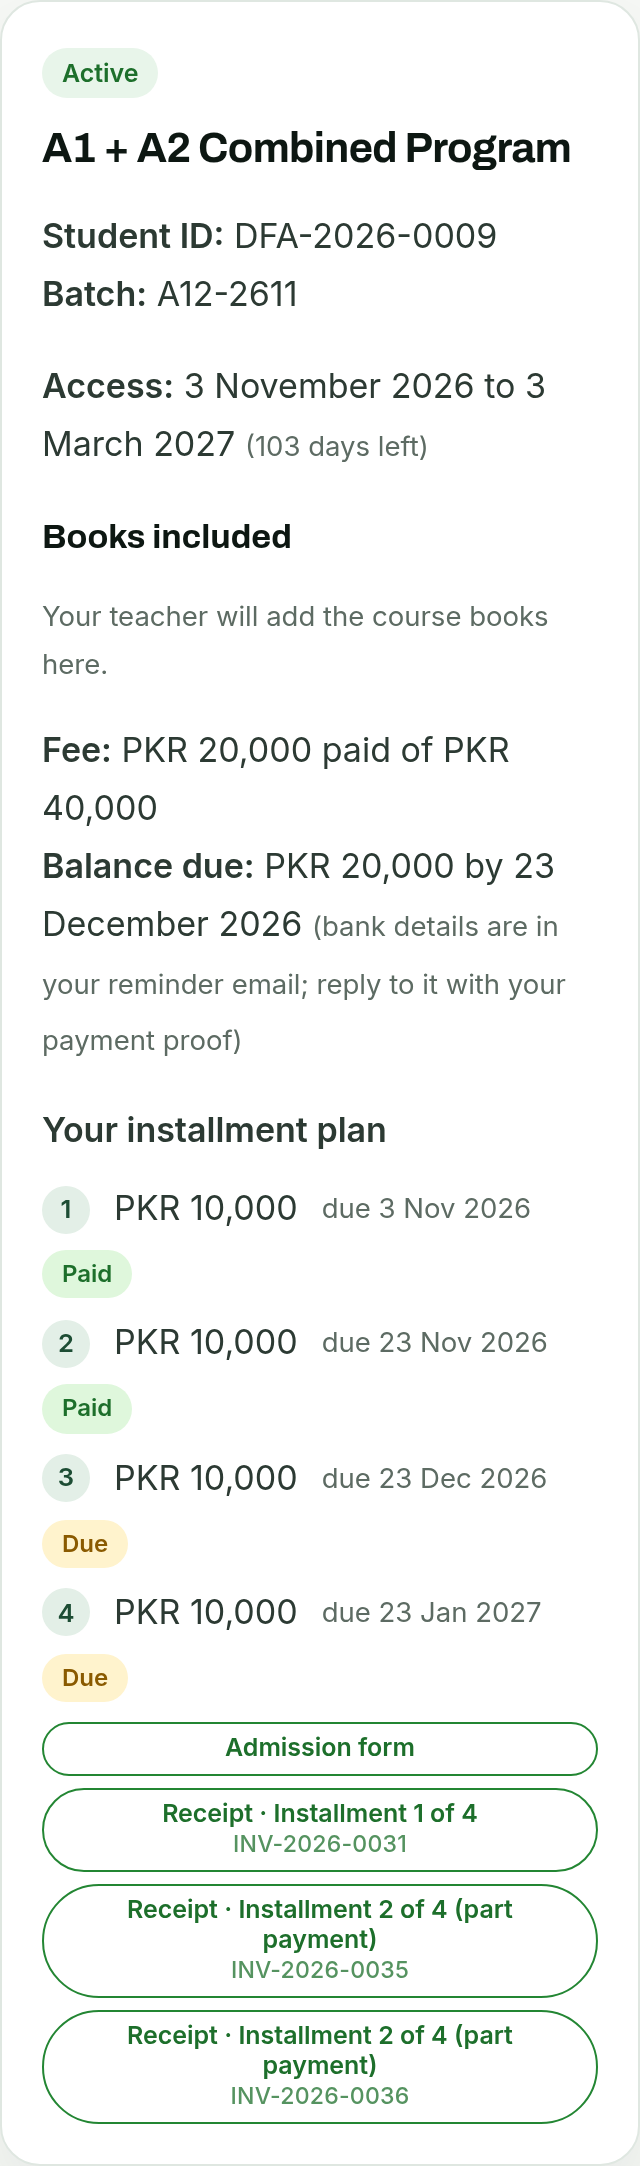 Active
A1 + A2 Combined Program
Student ID: DFA-2026-0009
Batch: A12-2611
Access: 3 November 2026 to 3
March 2027 (103 days left)
Books included
Your teacher will add the course books
here.
Fee: PKR 20,000 paid of PKR
40,000
Balance due: PKR 20,000 by 23
December 2026 (bank details are in
your reminder email; reply to it with your
payment proof)
Your installment plan
1 PKR 10,000 due 3 Nov 2026
Paid
2 PKR 10,000 due 23 Nov 2026
Paid
3 PKR 10,000 due 23 Dec 2026
Due
4 PKR 10,000 due 23 Jan 2027
Due
Admission form
Receipt · Installment 1 of 4
INV-2026-0031
Receipt · Installment 2 of 4 (part
payment)
INV-2026-0035
Receipt · Installment 2 of 4 (part
payment)
INV-2026-0036